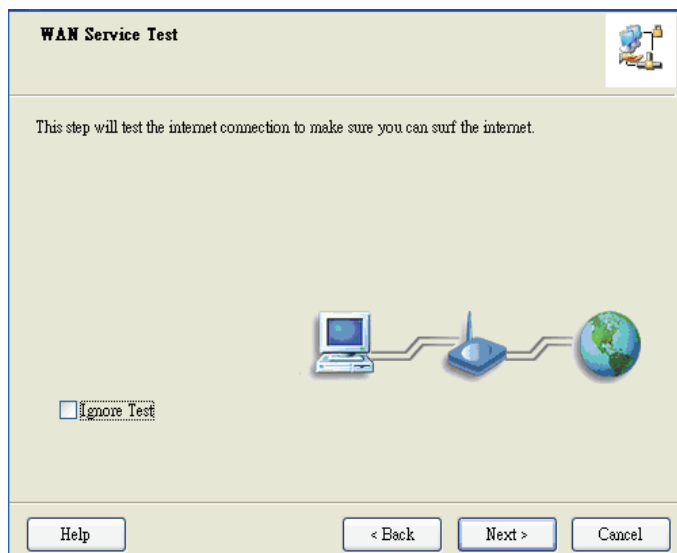 WAN Service Test
This step will test the internet connection to make sure you can surf the internet.
Ignore Test
Help
< Back
Next >
Cancel